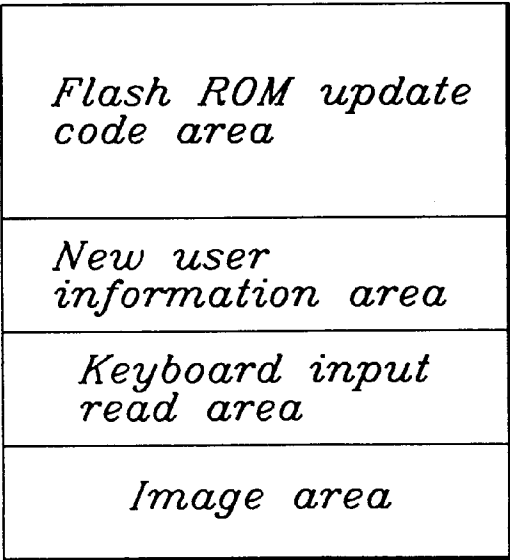 Flash ROM update
code area
New user
information area
Keyboard input
read area
Image area